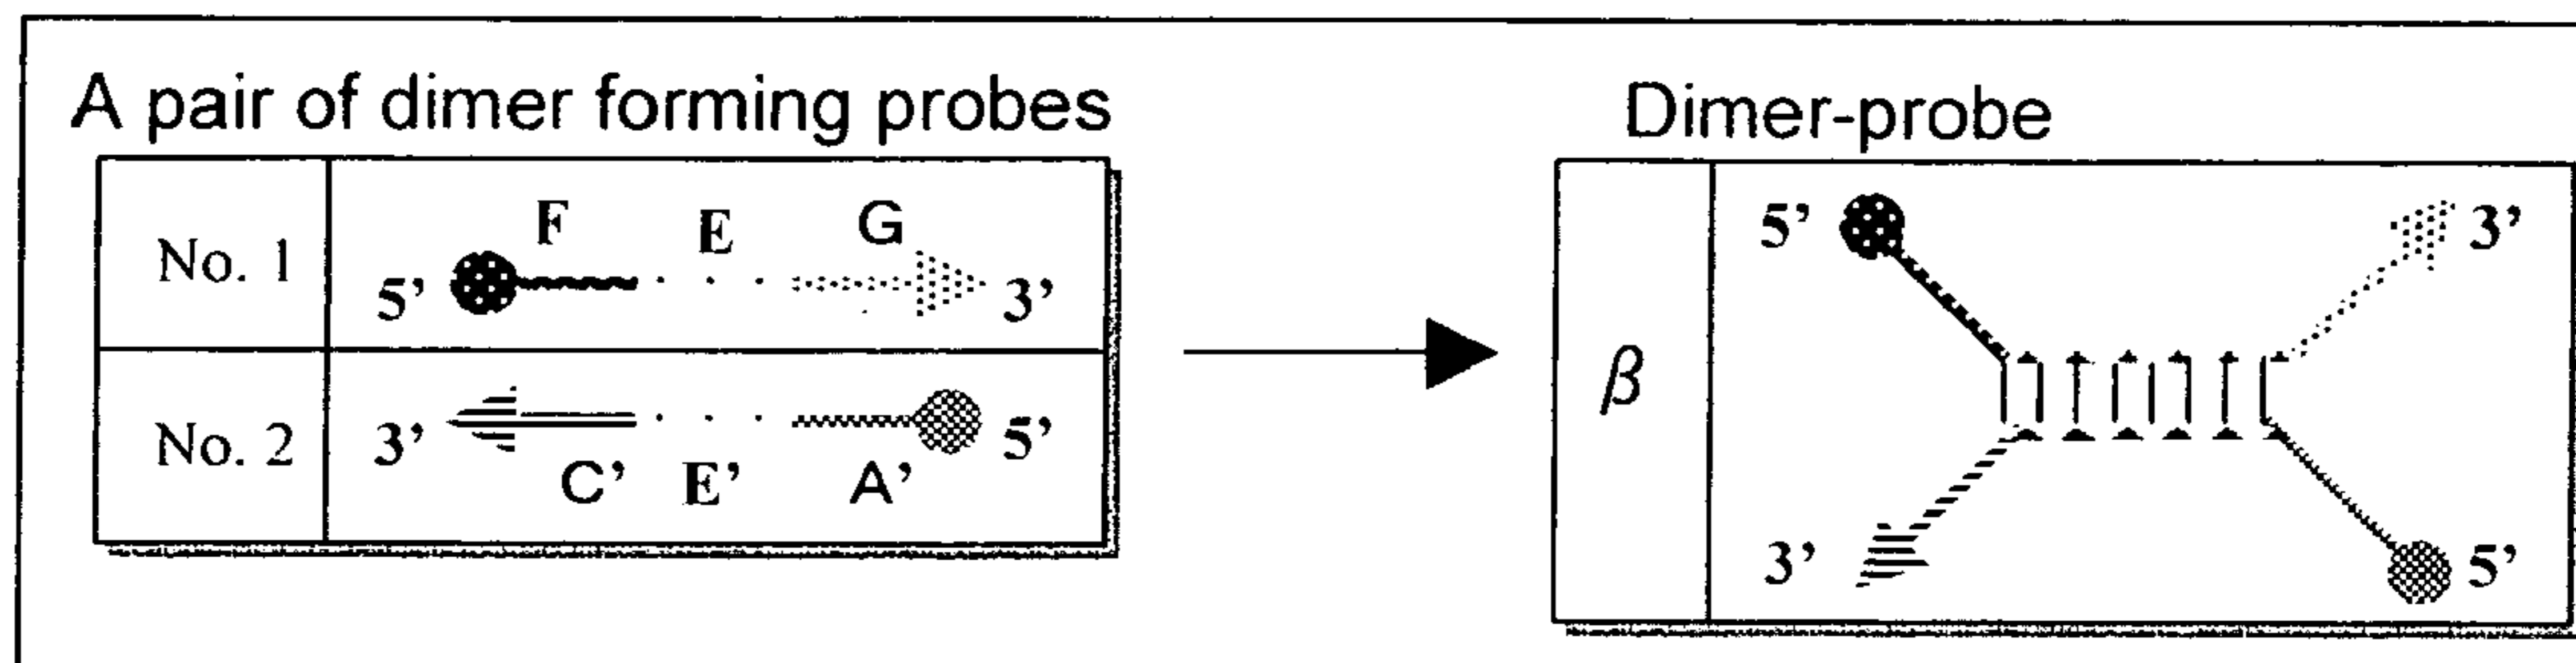 A pair of dimer forming probes
Dimer-probe
No. 1
F E G
5’ 3’
No. 2
3’ 5’
C’ E’ A’
β
5’ 3’
3’ 5’